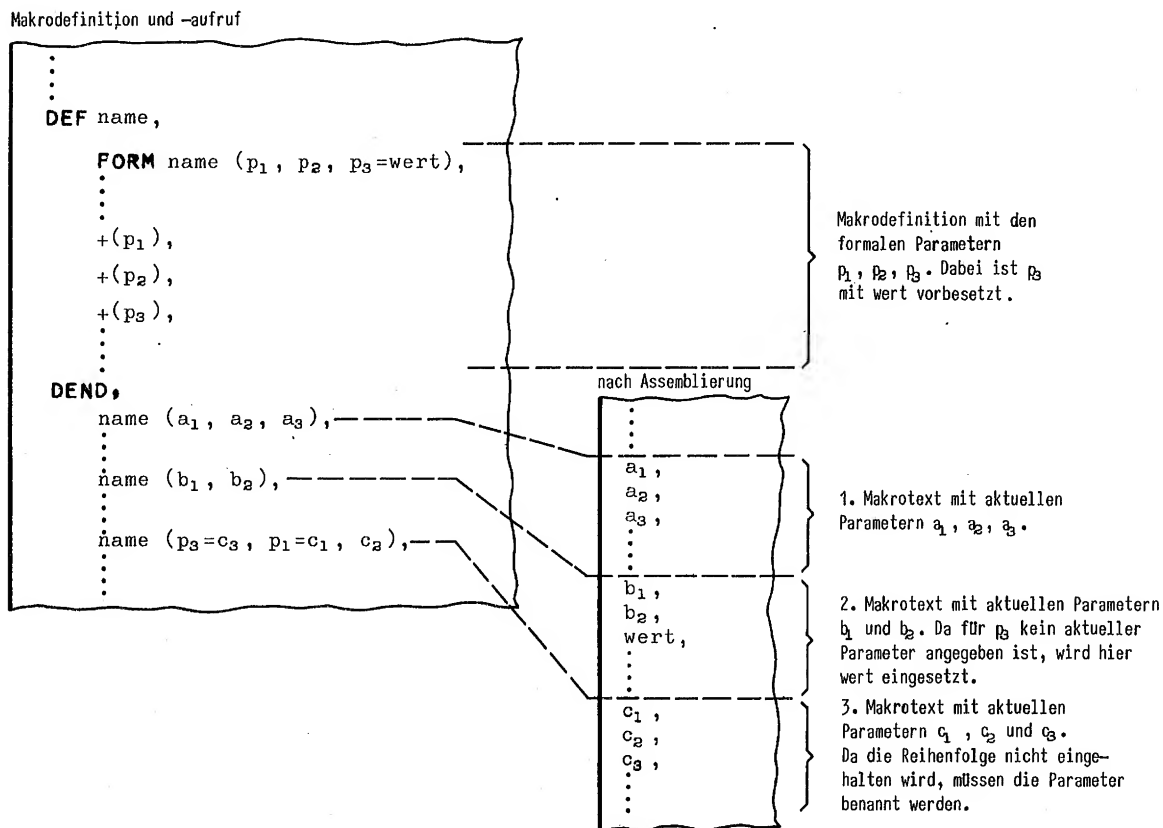 Makrodefinition und -aufruf
DEF name,
FORM name (p₁, p₂, p₃=wert),
+(p₁),
+(p₂),
+(p₃),
DEND,
name (a₁, a₂, a₃),
name (b₁, b₂),
name (p₃=c₃, p₁=c₁, c₂),
Makrodefinition mit den
formalen Parametern
p₁, p₂, p₃. Dabei ist p₃
mit wert vorbesetzt.
nach Assemblierung
a₁,
a₂,
a₃,
b₁,
b₂,
wert,
c₁,
c₂,
c₃,
1. Makrotext mit aktuellen
Parametern a₁, a₂, a₃.
2. Makrotext mit aktuellen Parametern
b₁ und b₂. Da für p₃ kein aktueller
Parameter angegeben ist, wird hier
wert eingesetzt.
3. Makrotext mit aktuellen
Parametern c₁, c₂ und c₃.
Da die Reihenfolge nicht einge-
halten wird, müssen die Parameter
benannt werden.